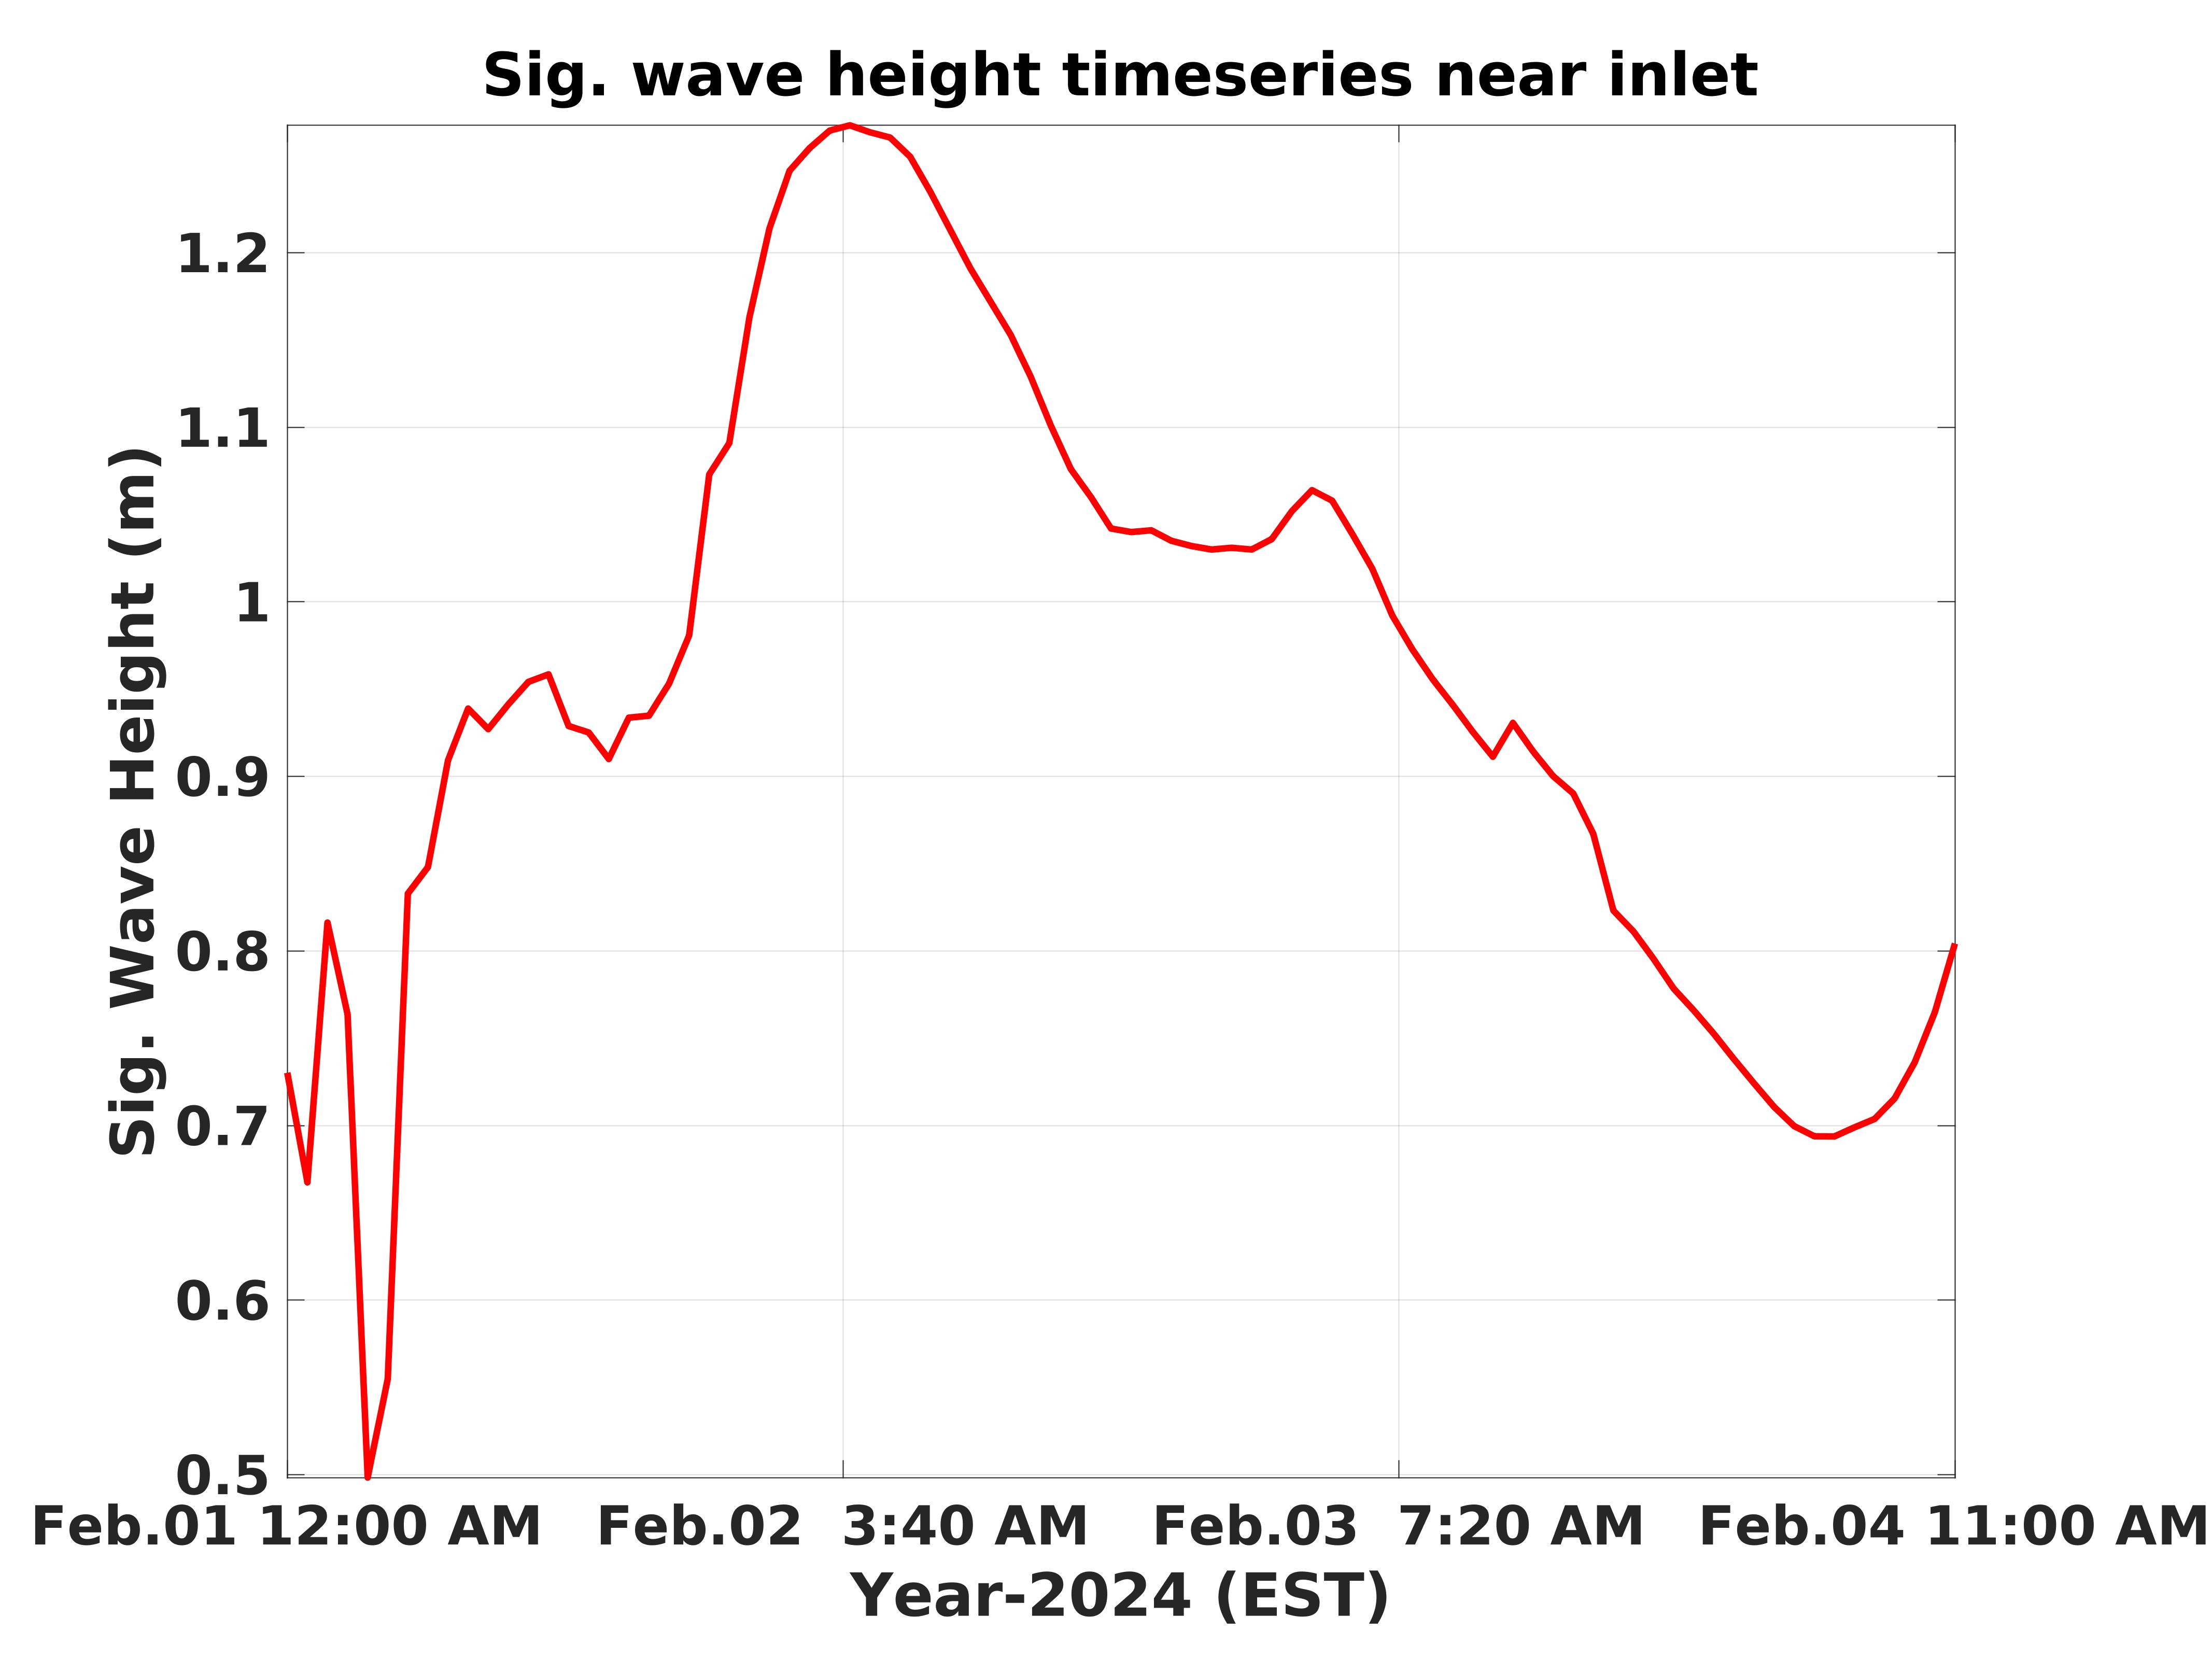 Sig. wave height timeseries near inlet
Sig. Wave Height (m)
1.2
1.1
1
0.9
0.8
0.7
0.6
0.5
Feb.01 12:00 AM Feb.02 3:40 AM Feb.03 7:20 AM Feb.04 11:00 AM
Year-2024 (EST)